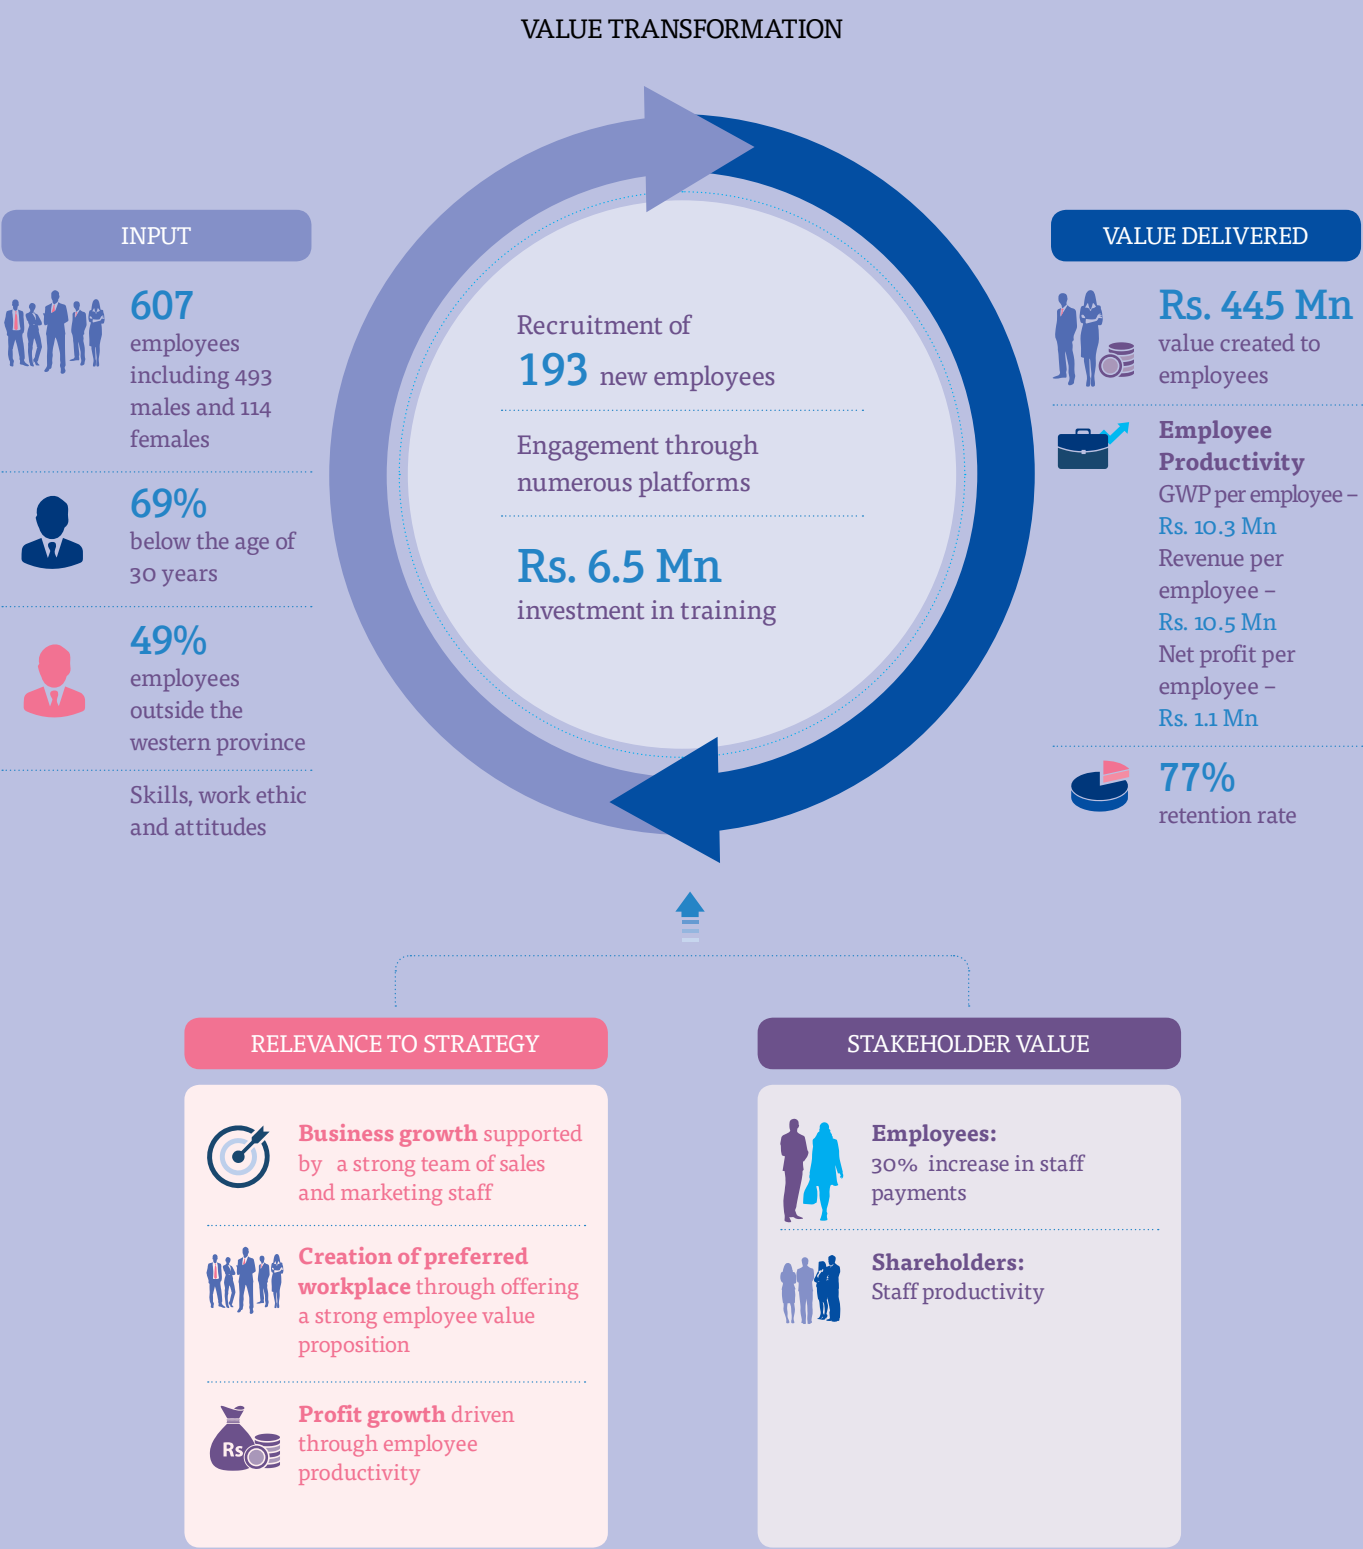 VALUE TRANSFORMATION
INPUT
607
employees
including 493
males and 114
females
69%
below the age of
30 years
49%
employees
outside the
western province
Skills, work ethic
and attitudes
Recruitment of
193 new employees
Engagement through
numerous platforms
Rs. 6.5 Mn
investment in training
VALUE DELIVERED
Rs. 445 Mn
value created to
employees
Employee
Productivity
GWP per employee –
Rs. 10.3 Mn
Revenue per
employee –
Rs. 10.5 Mn
Net profit per
employee –
Rs. 1.1 Mn
77%
retention rate
RELEVANCE TO STRATEGY
Business growth supported
by a strong team of sales
and marketing staff
Creation of preferred
workplace through offering
a strong employee value
proposition
Rs
Profit growth driven
through employee
productivity
STAKEHOLDER VALUE
Employees:
30% increase in staff
payments
Shareholders:
Staff productivity